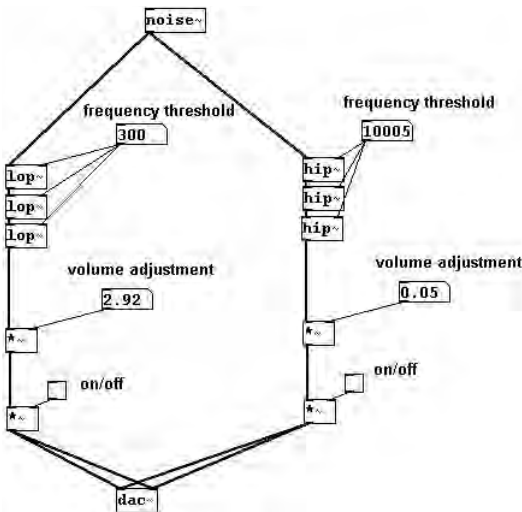 noise~
frequency threshold
300
frequency threshold
10005
lop~
lop~
lop~
hip~
hip~
hip~
volume adjustment
2.92
volume adjustment
0.05
*~
*~
on/off
on/off
*~
*~
dac~